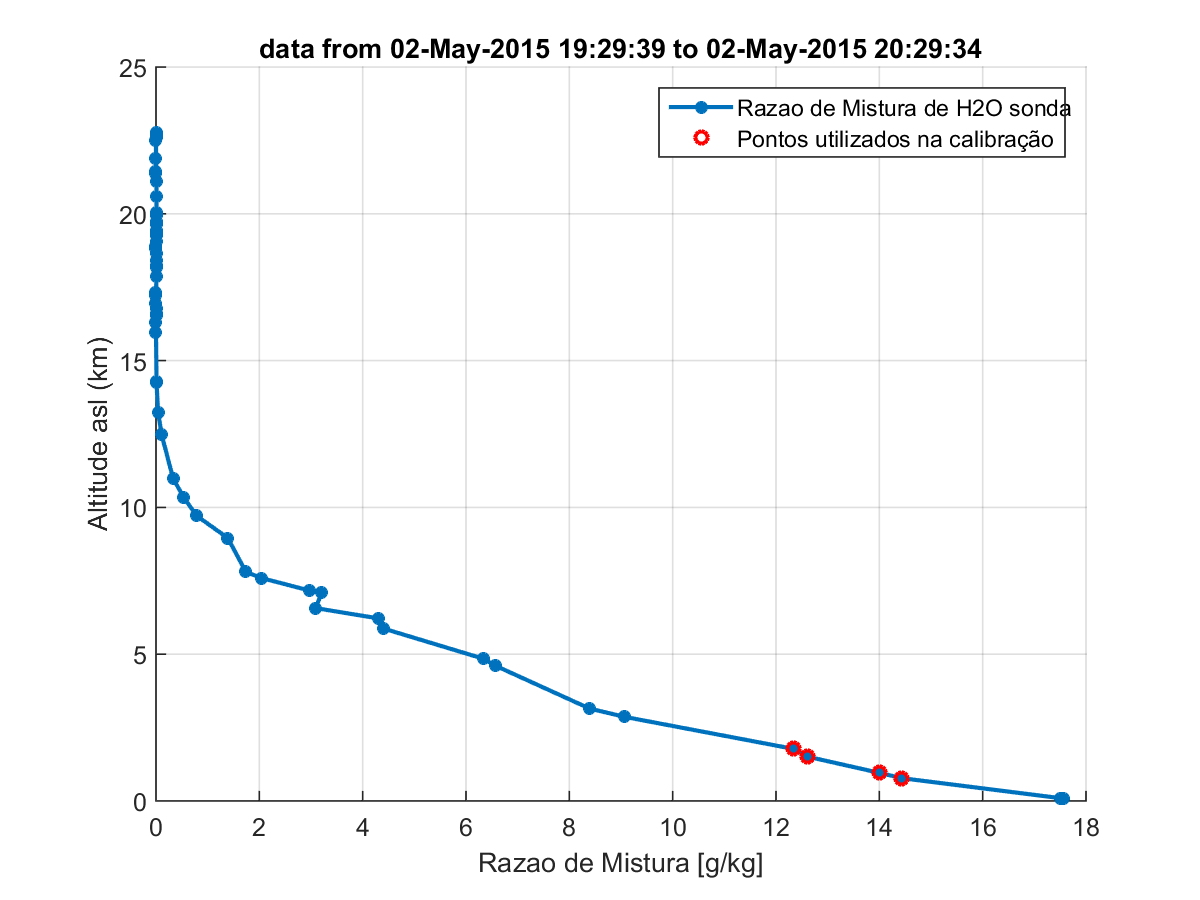 data from 02-May-2015 19:29:39 to 02-May-2015 20:29:34
Razao de Mistura de H2O sonda
Pontos utilizados na calibração
25
20
15
10
5
0
Altitude asl (km)
0 2 4 6 8 10 12 14 16 18
Razao de Mistura [g/kg]